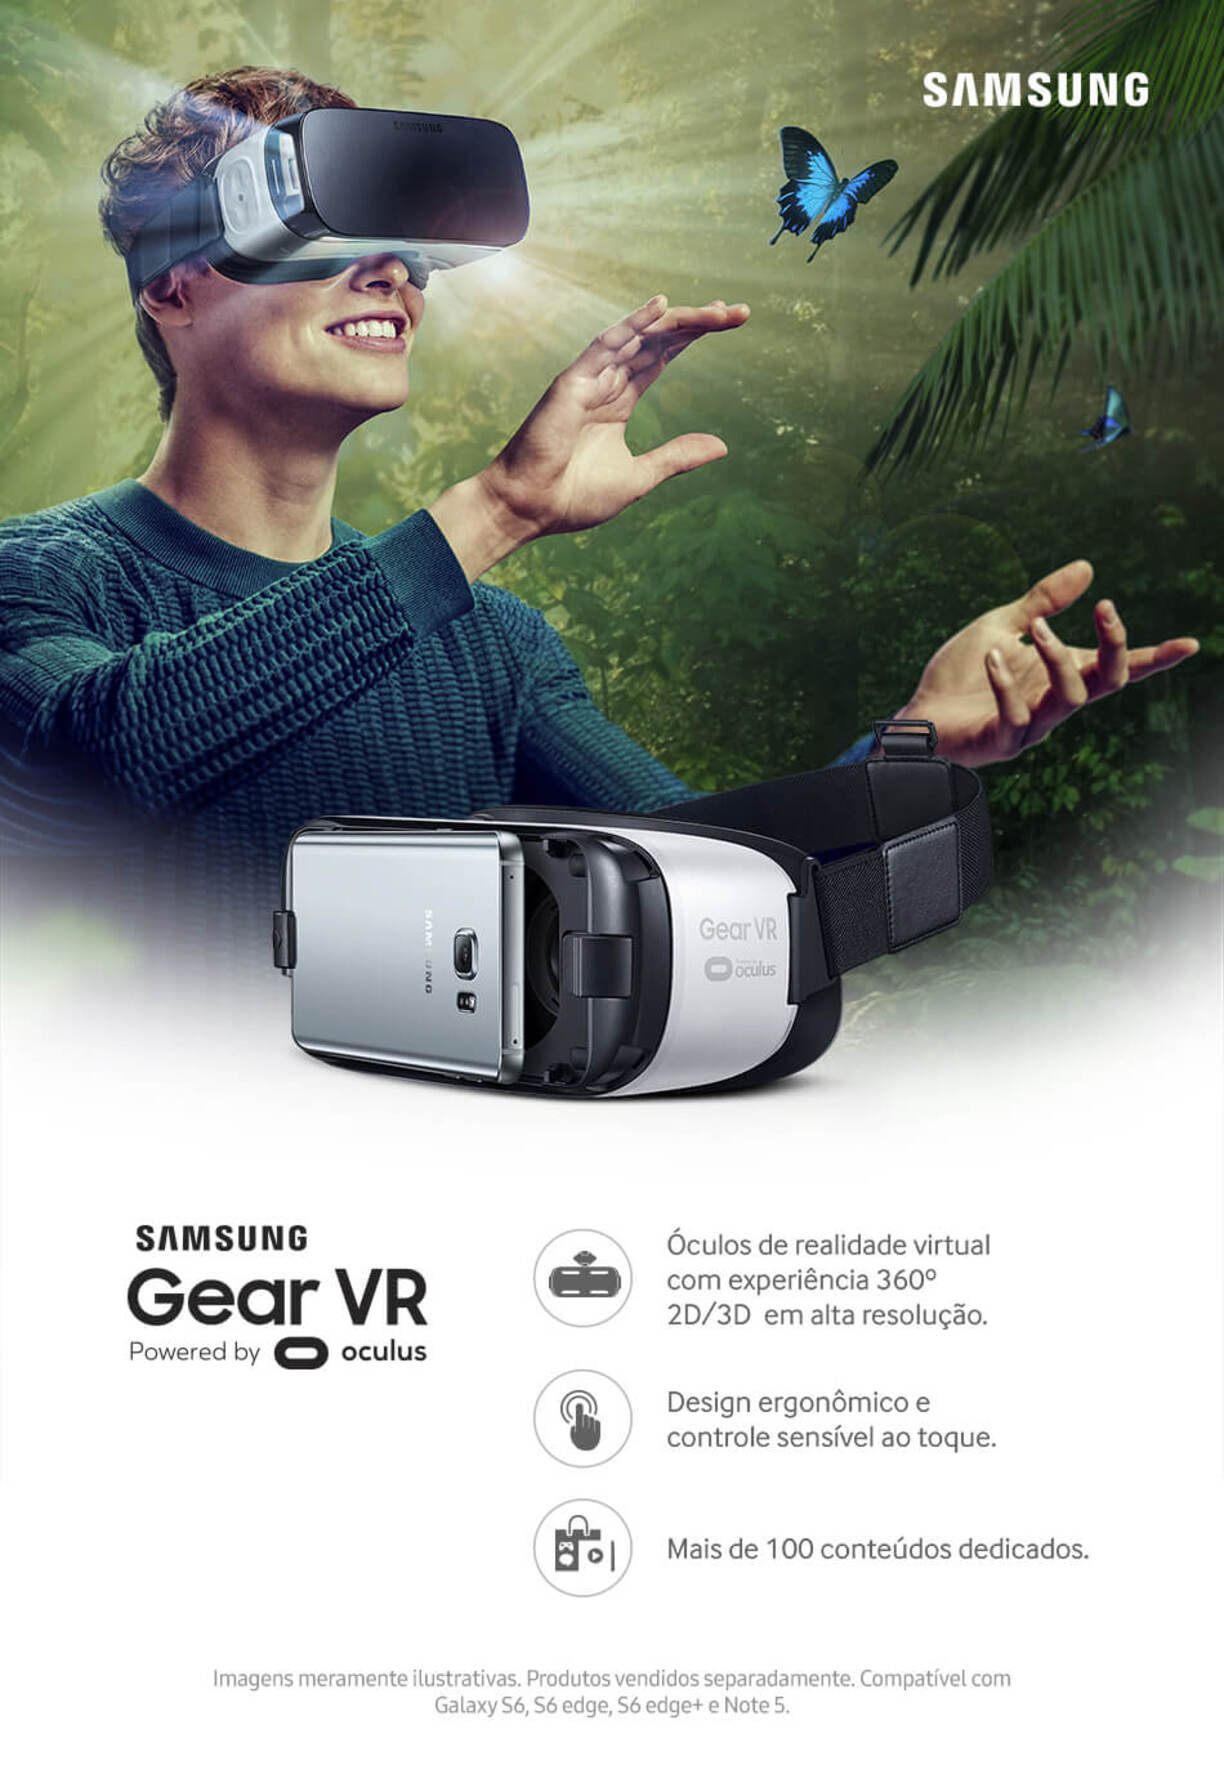 SAMSUNG
SAMSUNG
SAMSUNG
Gear VR
oculus
SAMSUNG
Gear VR
Powered by oculus
Óculos de realidade virtual
com experiência 360º
2D/3D em alta resolução.
Design ergonômico e
controle sensível ao toque.
Mais de 100 conteúdos dedicados.
Imagens meramente ilustrativas. Produtos vendidos separadamente. Compatível com
Galaxy S6, S6 edge, S6 edge+ e Note 5.